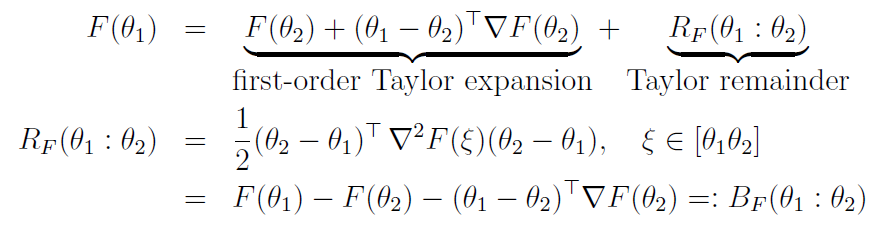 F(θ₁) = F(θ₂) + (θ₁ − θ₂)⊤∇F(θ₂) + R_F(θ₁ : θ₂)
first-order Taylor expansion Taylor remainder
R_F(θ₁ : θ₂) = 1/2 (θ₂ − θ₁)⊤ ∇²F(ξ)(θ₂ − θ₁), ξ ∈ [θ₁θ₂]
= F(θ₁) − F(θ₂) − (θ₁ − θ₂)⊤∇F(θ₂) =: B_F(θ₁ : θ₂)